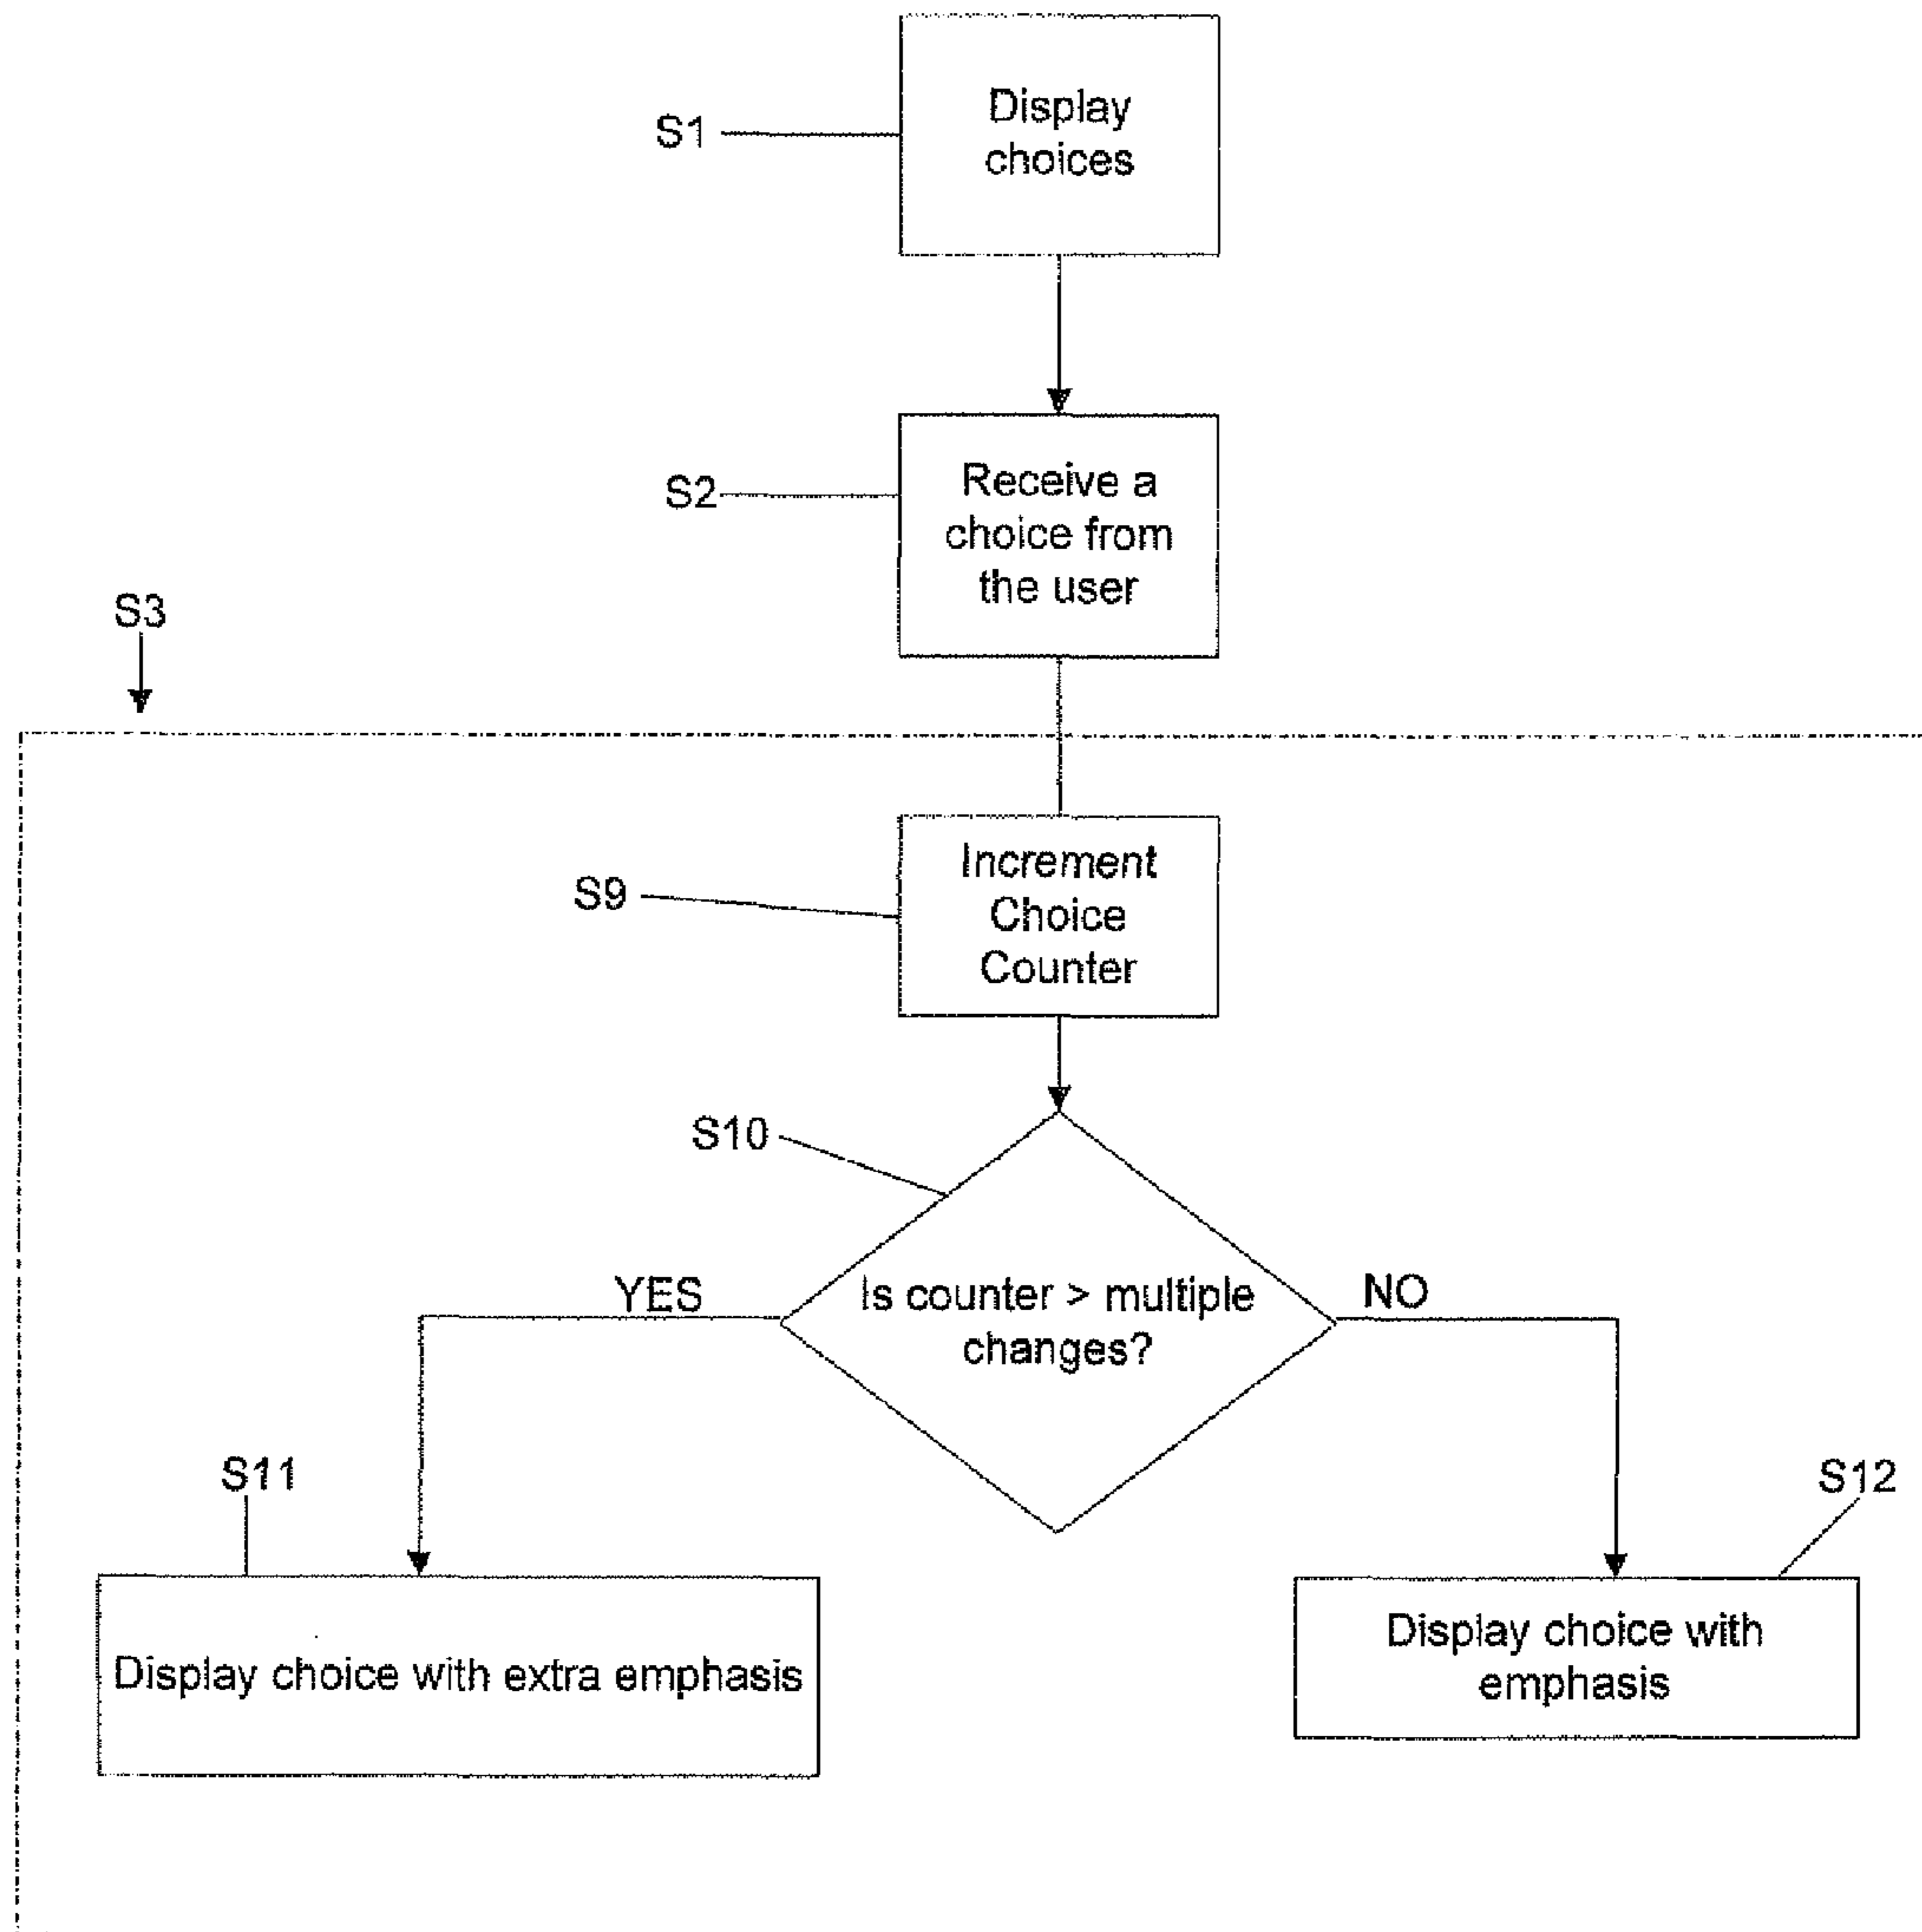 S1
Display
choices
S2
Receive a
choice from
the user
S3
S9
Increment
Choice
Counter
S10
YES
Is counter > multiple
changes?
NO
S11
S12
Display choice with extra emphasis
Display choice with
emphasis